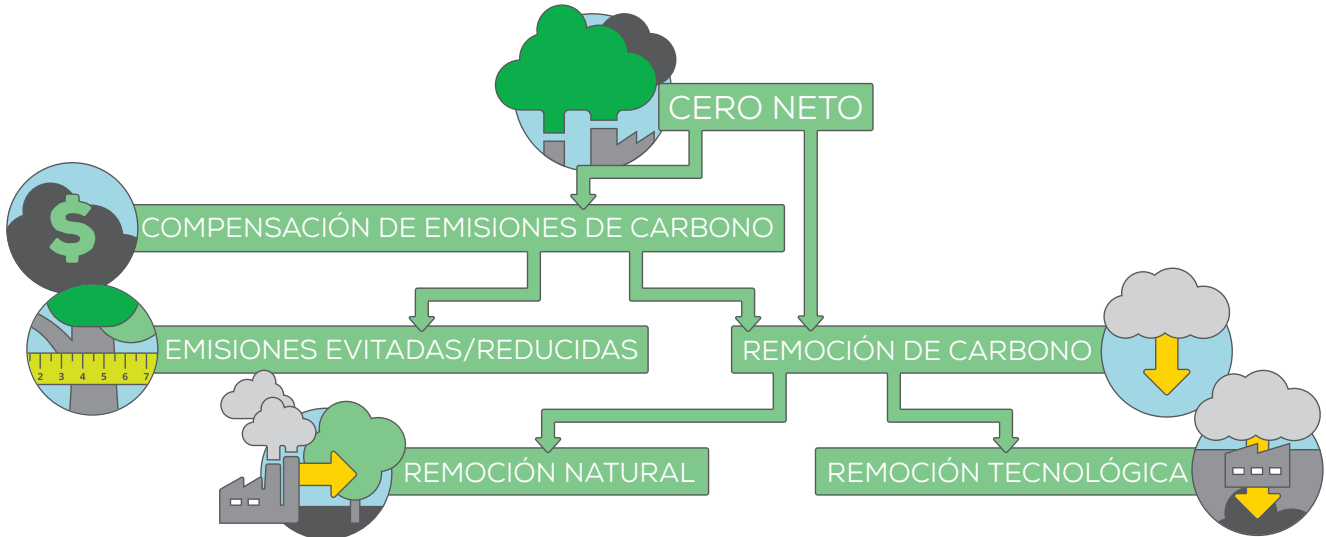 CERO NETO
$
COMPENSACIÓN DE EMISIONES DE CARBONO
EMISIONES EVITADAS/REDUCIDAS
2 3 4 5 6 7
REMOCIÓN DE CARBONO
REMOCIÓN NATURAL
REMOCIÓN TECNOLÓGICA